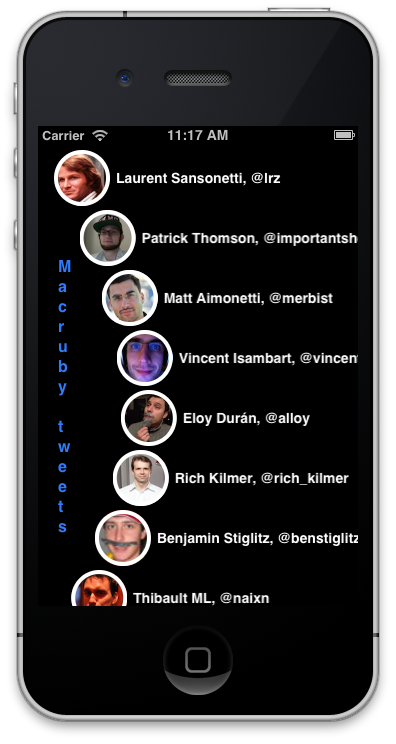 Carrier 11:17 AM
Laurent Sansonetti, @lrz
Patrick Thomson, @importantsh
Matt Aimonetti, @merbist
Vincent Isambart, @vincent
Eloy Durán, @alloy
Rich Kilmer, @rich_kilmer
Benjamin Stiglitz, @benstiglitz
Thibault ML, @naixn
Macruby tweets